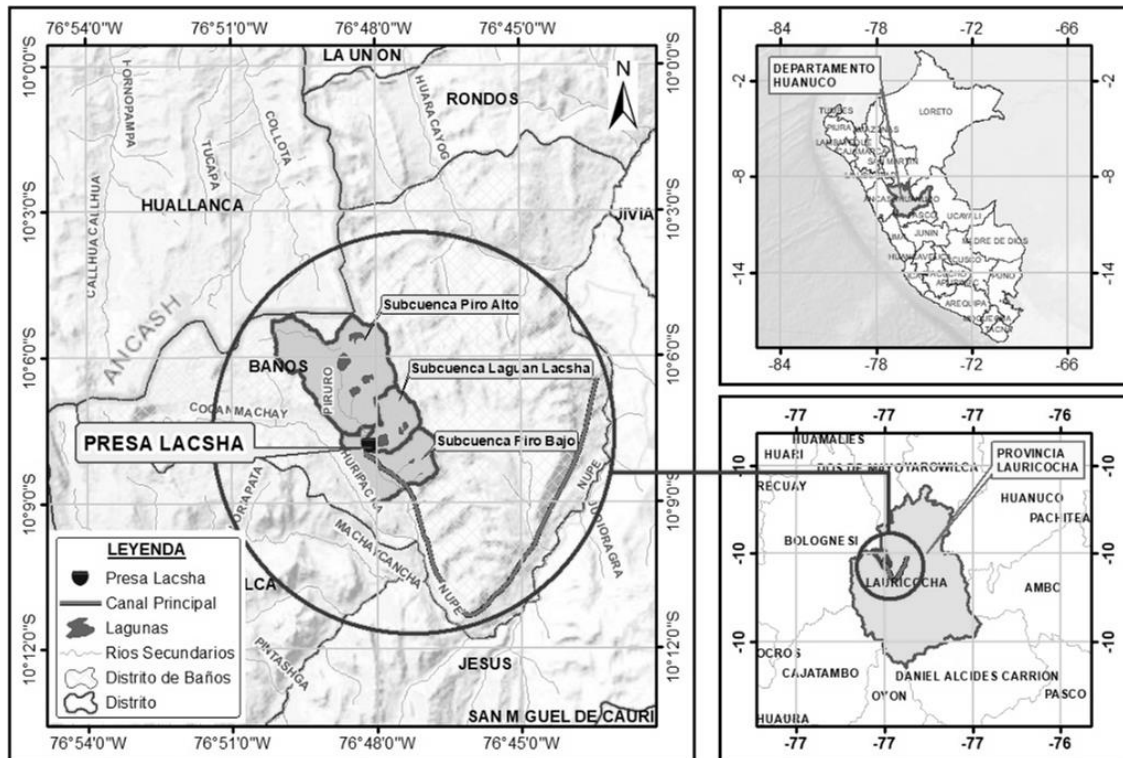 76°54'0"W
76°51'0"W
76°48'0"W
76°45'0"W
10°0'0"S
10°3'0"S
10°6'0"S
10°9'0"S
10°12'0"S
LA UNION
N
RONDOS
HORNOPAMPA
TUCAPA
COLLOTA
HUARACAYOG
HUALLANCA
JIVIA
CALLHUACALLHUA
ANCASH
Subcuenca Piro Alto
BAÑOS
Subcuenca Laguan Lacsha
PIRURO
COCANMACHAY
PRESA LACSHA
Subcuenca Piro Bajo
NUPE
MACHAYCANCHA
NUPE
JESUS
SAN MIGUEL DE CAURI
LEYENDA
Presa Lacsha
Canal Principal
Lagunas
Rios Secundarios
Distrito de Baños
Distrito
10°0'0"S
10°3'0"S
10°6'0"S
10°9'0"S
10°12'0"S
76°54'0"W
76°51'0"W
76°48'0"W
76°45'0"W
-84
-78
-72
-66
DEPARTAMENTO
HUANUCO
-2
-8
-14
LORETO
PIURA
SAN MARTIN
UCAYALI
JUNIN
MADRE DE DIOS
CUSCO
PUNO
AREQUIPA
TACNA
-2
-8
-14
-84
-78
-72
-66
-77
-77
-77
-76
HUAMALIES
HUARI
PROVINCIA
LAURICOCHA
RECUAY
HUANUCO
PACHITEA
BOLOGNESI
LAURICOCHA
AMBO
OCROS
CAJATAMBO
DANIEL ALCIDES CARRION
OYON
PASCO
HUAURA
-10
-10
-10
-10
-10
-10
-77
-77
-77
-76